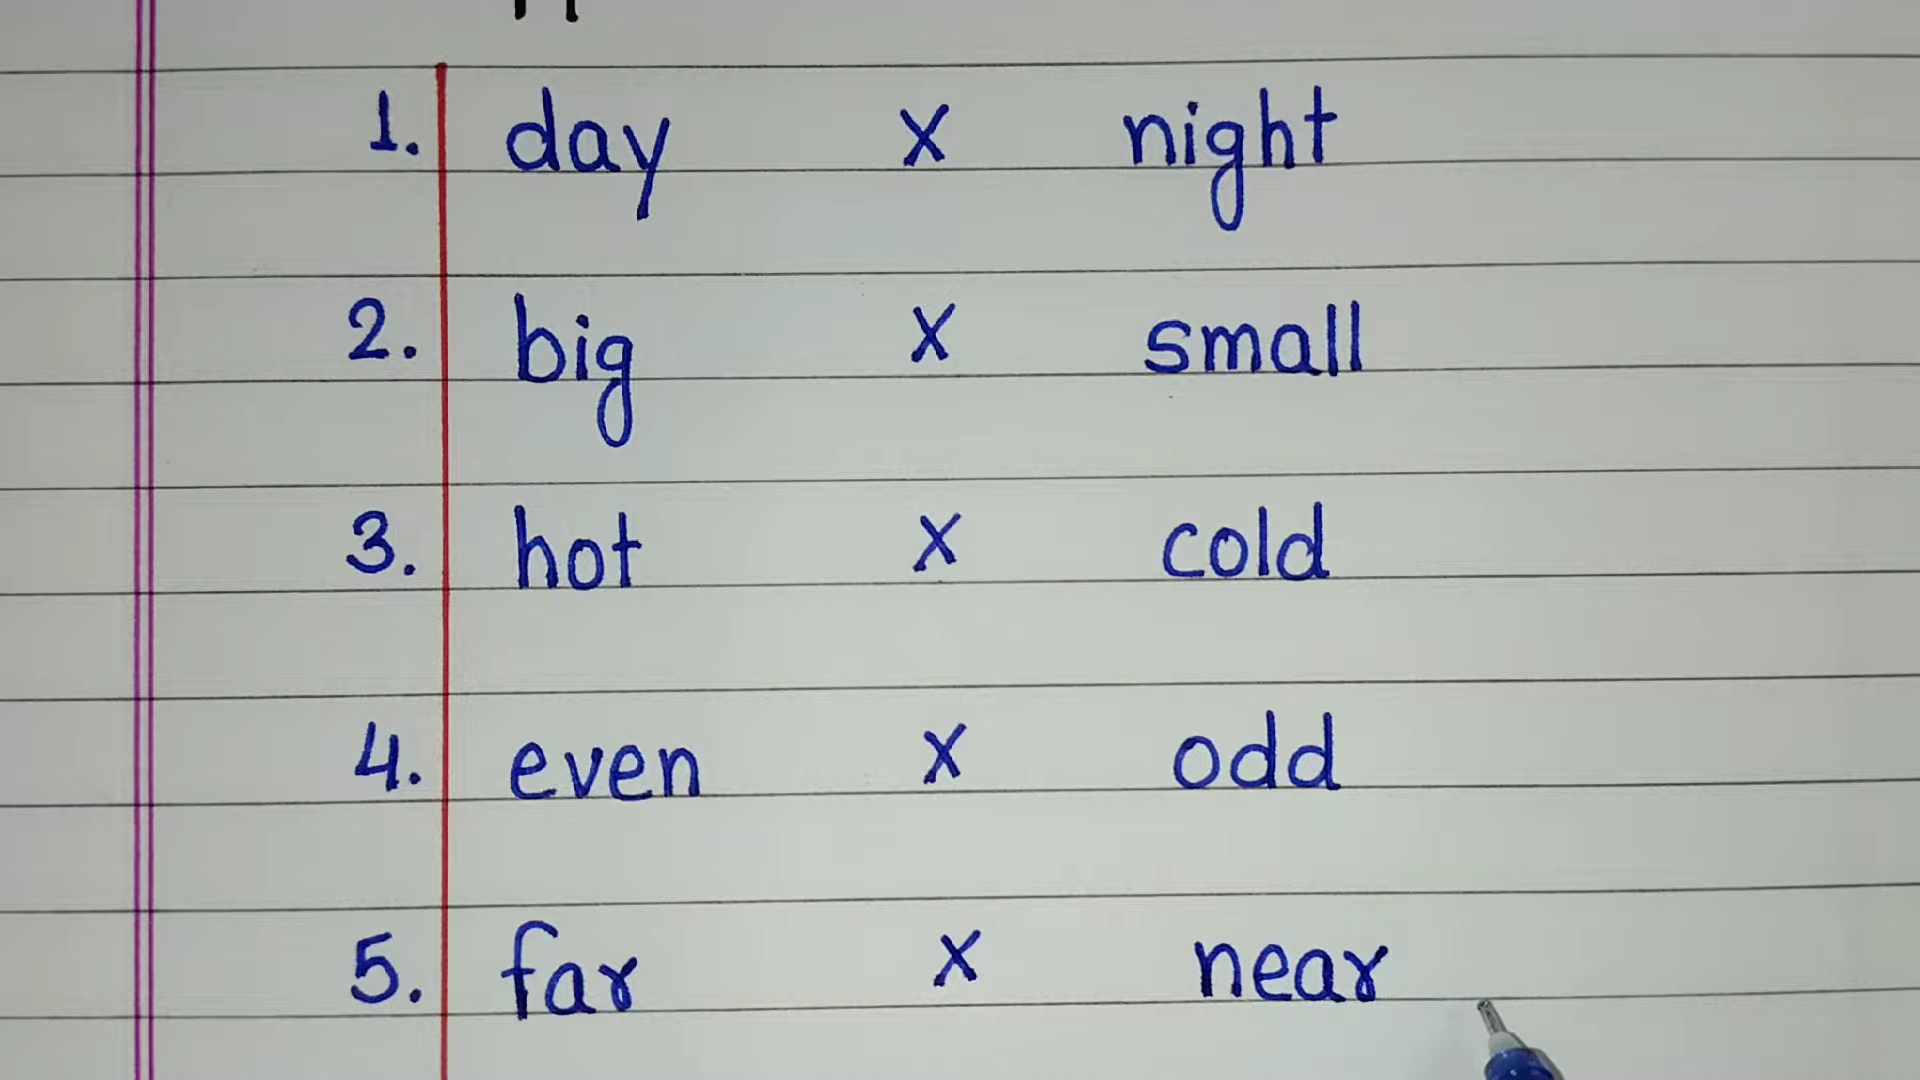 1. day x night
2. big x small
3. hot x cold
4. even x odd
5. far x near